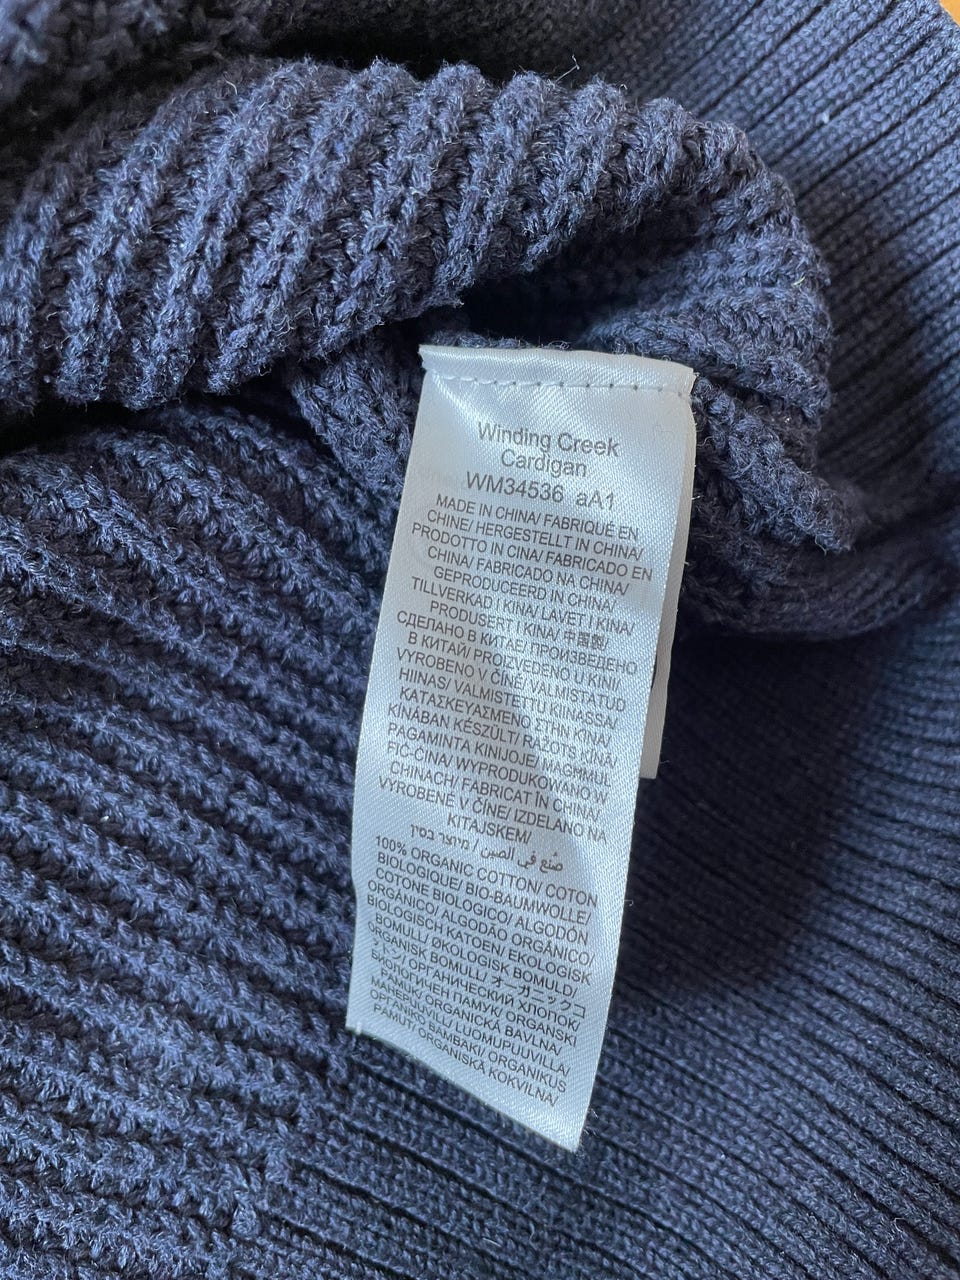 Winding Creek
Cardigan
WM34536 aA1
MADE IN CHINA/ FABRIQUÉ EN
CHINE/ HERGESTELLT IN CHINA/
PRODOTTO IN CINA/ FABRICADO EN
CHINA/ FABRICADO NA CHINA/
GEPRODUCEERD IN CHINA/
TILLVERKAD I KINA/ LAVET I KINA/
PRODUSERT I KINA/ 中国製/
СДЕЛАНО В КИТАЕ/ ПРОИЗВЕДЕНО
В КИТАЙ/ PROIZVEDENO U KINI/
VYROBENO V ČÍNĚ/ VALMISTATUD
HIINAS/ VALMISTETTU KIINASSA/
ΚΑΤΑΣΚΕΥΑΣΜΕΝΟ ΣΤΗΝ ΚΙΝΑ/
KÍNÁBAN KÉSZÜLT/ RAŽOTS ĶĪNĀ/
PAGAMINTA KINIJOJE/ MAGHMUL
FIĊ-ĊINA/ WYPRODUKOWANO W
CHINACH/ FABRICAT ÎN CHINA/
VYROBENÉ V ČÍNE/ IZDELANO NA
KITAJSKEM/
صُنع في الصين / מיוצר בסין
100% ORGANIC COTTON/ COTON
BIOLOGIQUE/ BIO-BAUMWOLLE/
COTONE BIOLOGICO/ ALGODÓN
ORGÁNICO/ ALGODÃO ORGÂNICO/
BIOLOGISCH KATOEN/ EKOLOGISK
BOMULL/ ØKOLOGISK BOMULD/
ORGANISK BOMULL/ オーガニックコ
トン/ ОРГАНИЧЕСКИЙ ХЛОПОК/
БИОЛОГИЧЕН ПАМУК/ ORGANSKI
PAMUK/ ORGANICKÁ BAVLNA/
MAHEPUUVILL/ LUOMUPUUVILLA/
ΟΡΓΑΝΙΚΟ ΒΑΜΒΑΚΙ/ ORGANIKUS
PAMUT/ ORGANISKĀ KOKVILNA/